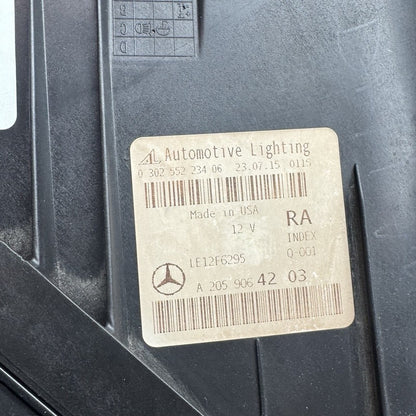 B
G
D
AL Automotive Lighting
0 302 552 234 06 23.07.15 0115
Made in USA
RA
12 V
INDEX
LE12F6295
Q-001
A 205 906 42 03